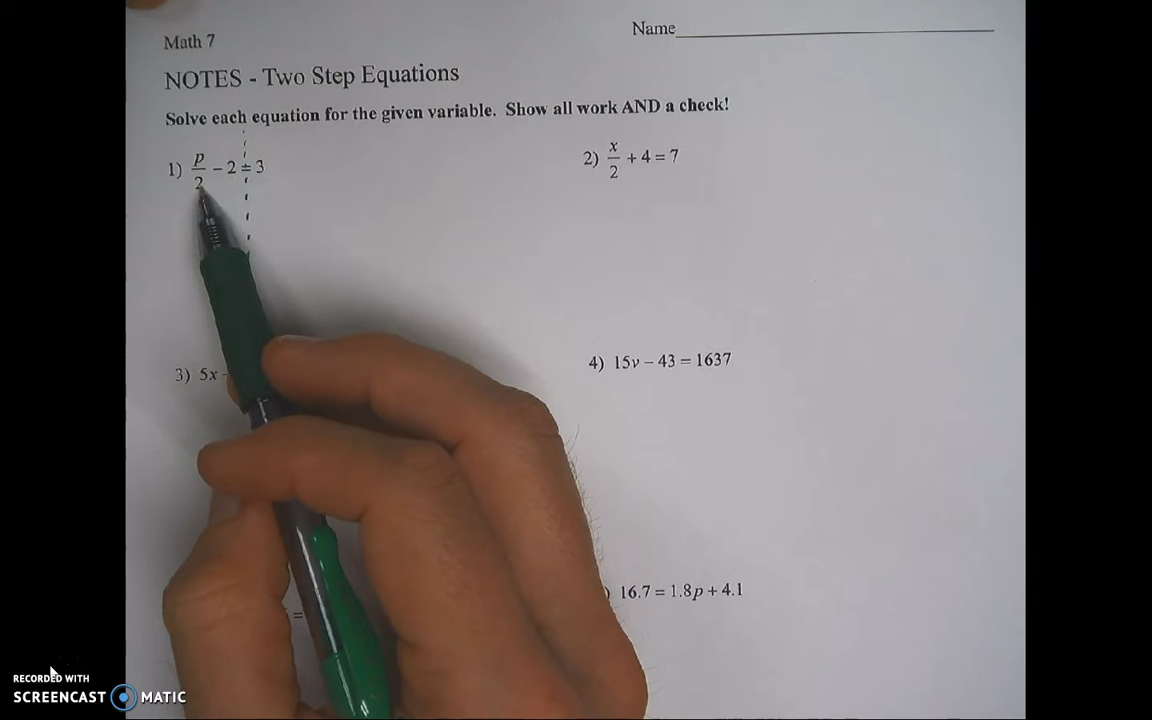 Math 7
Name
NOTES - Two Step Equations
Solve each equation for the given variable. Show all work AND a check!
1) p/2 − 2 = 3
2) x/2 + 4 = 7
3) 5x -
4) 15v − 43 = 1637
=
) 16.7 = 1.8p + 4.1
RECORDED WITH
SCREENCAST MATIC